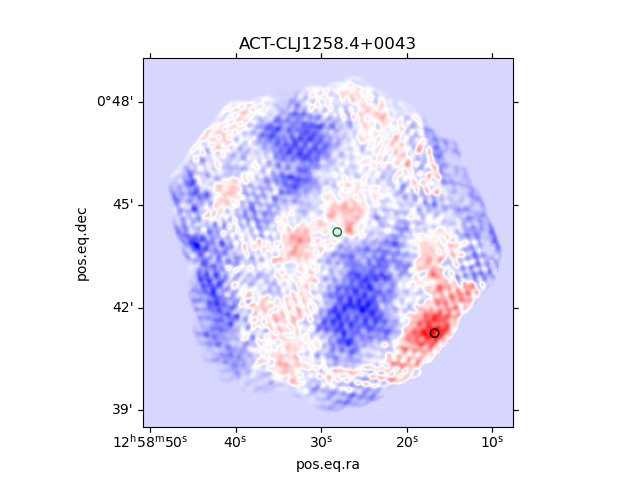 ACT-CLJ1258.4+0043
0°48'
45'
42'
39'
pos.eq.dec
12ʰ58ᵐ50ˢ 40ˢ 30ˢ 20ˢ 10ˢ
pos.eq.ra